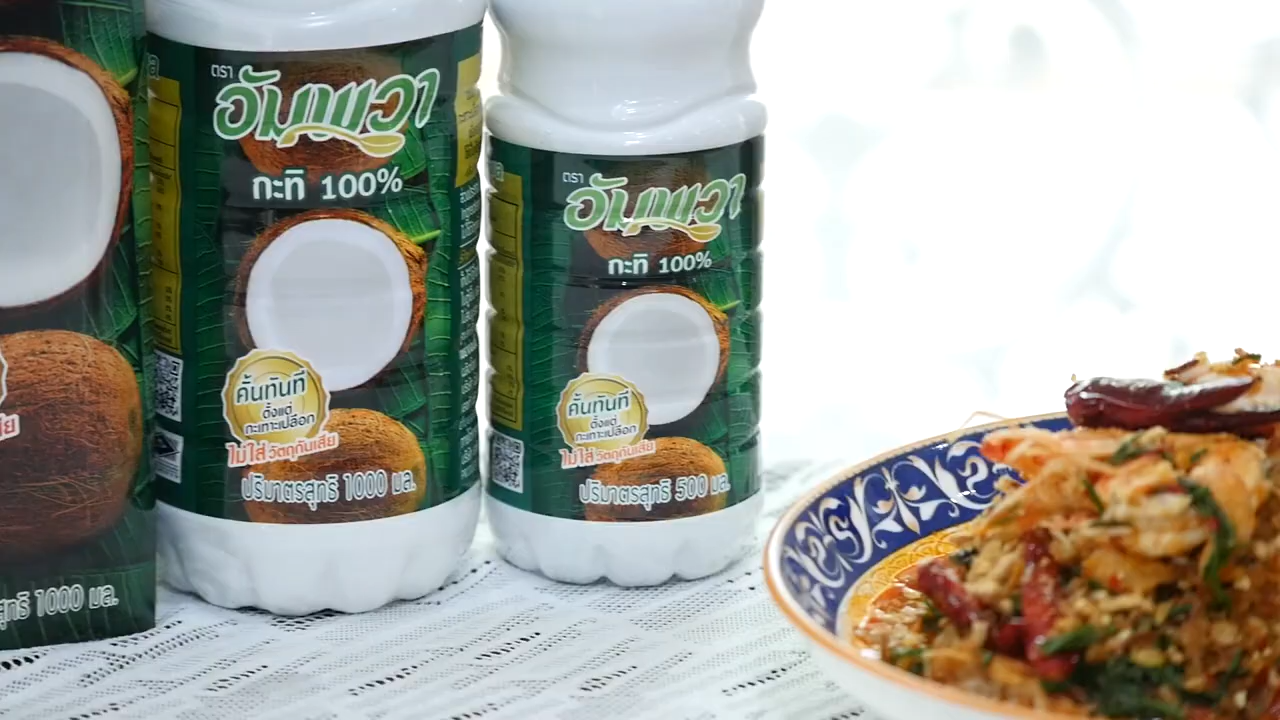 ตรา
อัมพวา
กะทิ 100%
คั้นทันที
ตั้งแต่
กะเทาะเปลือก
ไม่ใส่ วัตถุกันเสีย
ปริมาตรสุทธิ 1000 มล.
ตรา
อัมพวา
กะทิ 100%
คั้นทันที
ตั้งแต่
กะเทาะเปลือก
ไม่ใส่ วัตถุกันเสีย
ปริมาตรสุทธิ 500 มล.
1000 มล.